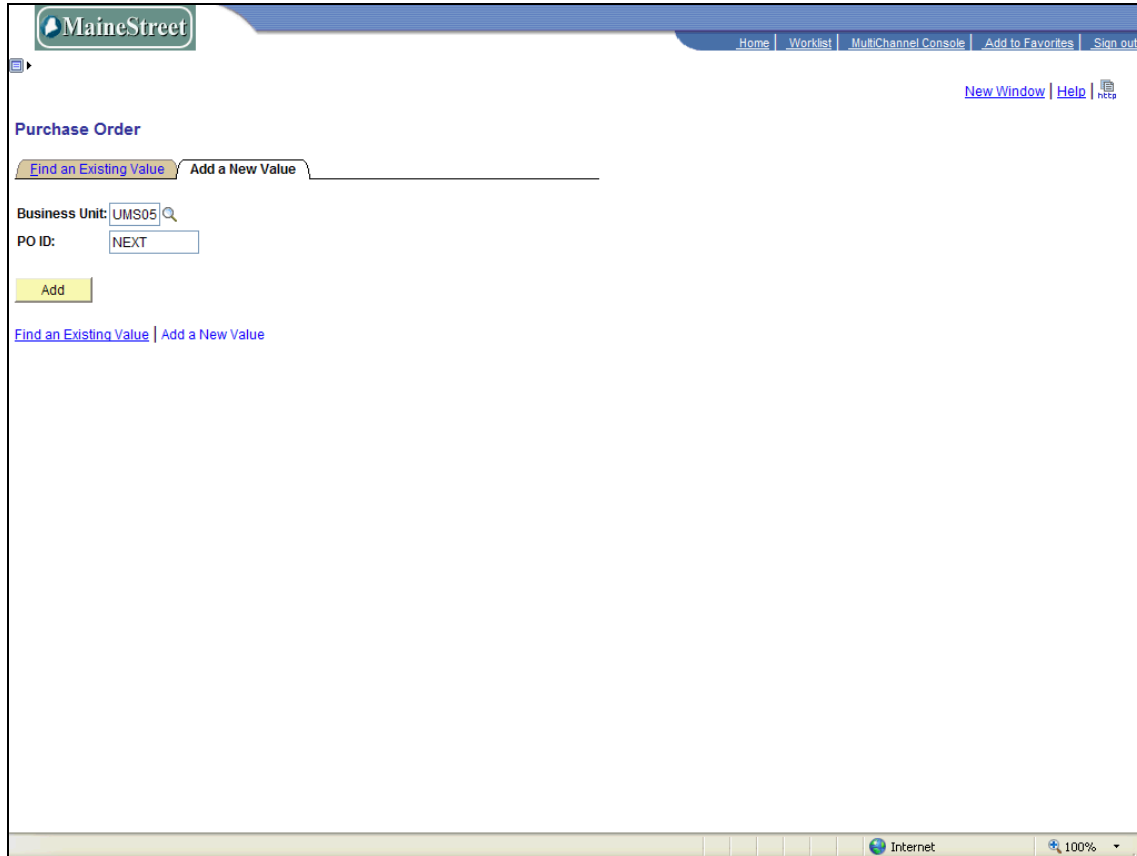 MaineStreet
Home | Worklist | MultiChannel Console | Add to Favorites | Sign out
New Window | Help | http
Purchase Order
Find an Existing Value Add a New Value
Business Unit: UMS05
PO ID: NEXT
Add
Find an Existing Value | Add a New Value
Internet 100%